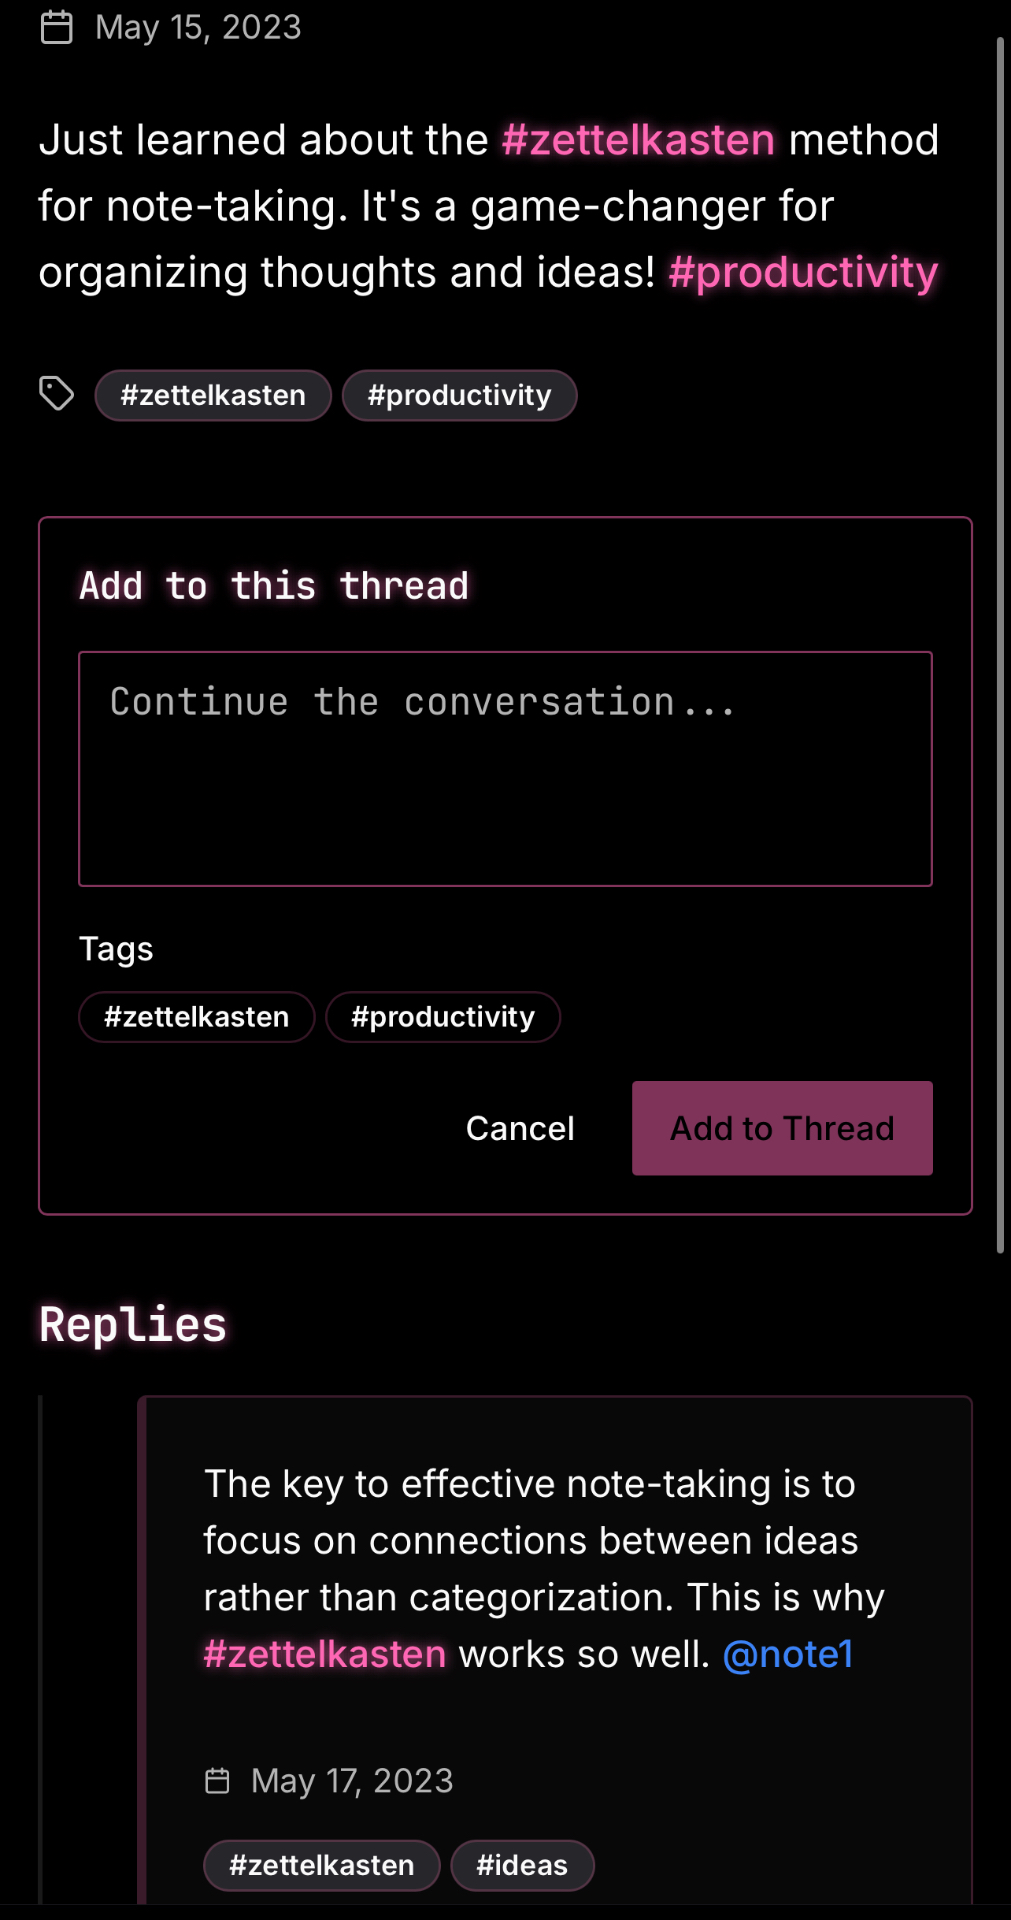 May 15, 2023
Just learned about the #zettelkasten method
for note-taking. It's a game-changer for
organizing thoughts and ideas! #productivity
#zettelkasten #productivity
Add to this thread
Continue the conversation...
Tags
#zettelkasten #productivity
Cancel Add to Thread
Replies
The key to effective note-taking is to
focus on connections between ideas
rather than categorization. This is why
#zettelkasten works so well. @note1
May 17, 2023
#zettelkasten #ideas